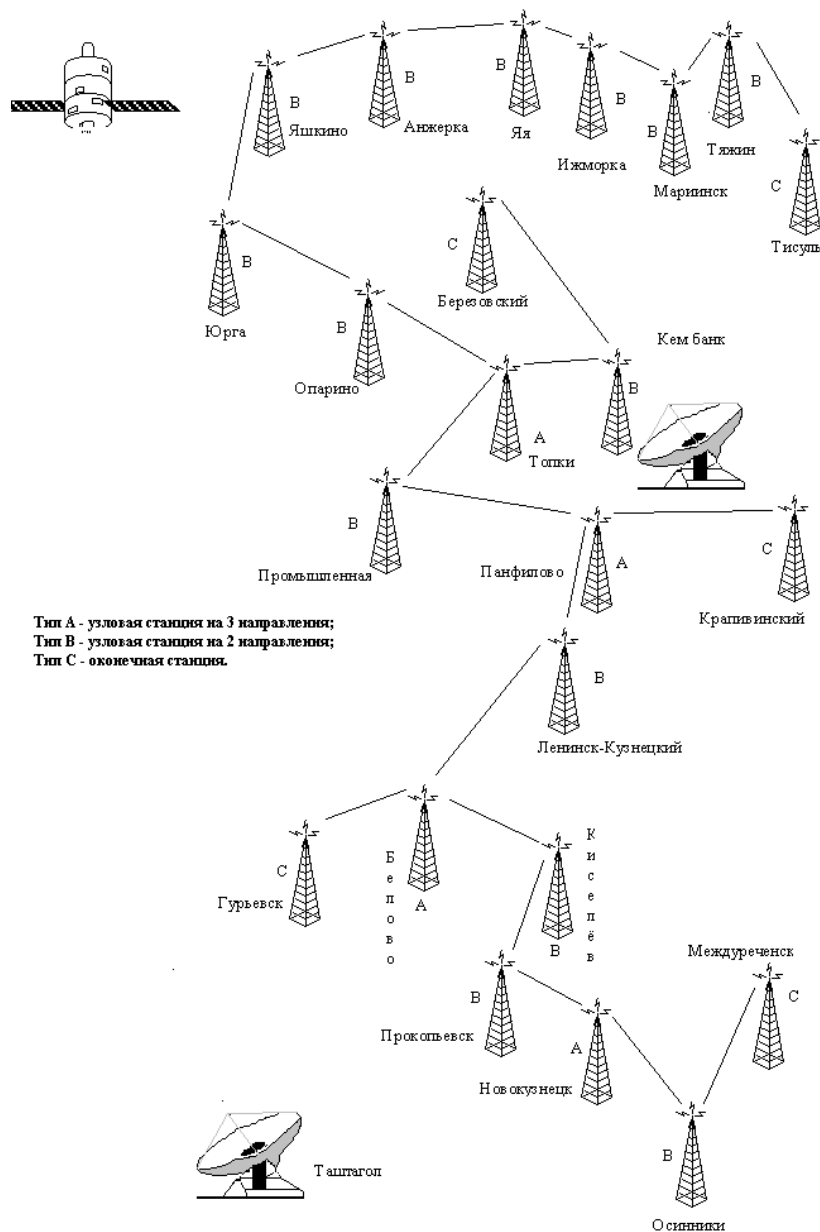 В
Яшкино
В
Анжерка
В
Яя
В
Ижморка
В
Мариинск
В
Тяжин
С
Тисуль
В
Юрга
С
Березовский
В
Опарино
Кем банк
В
А
Топки
В
Промышленная
Панфилово
А
С
Крапивинский
Тип А - узловая станция на 3 направления;
Тип В - узловая станция на 2 направления;
Тип С - оконечная станция.
В
Ленинск-Кузнецкий
С
Гурьевск
Белово
А
Киселёв
В
В
Прокопьевск
А
Новокузнецк
Междуреченск
С
В
Осинники
Таштагол